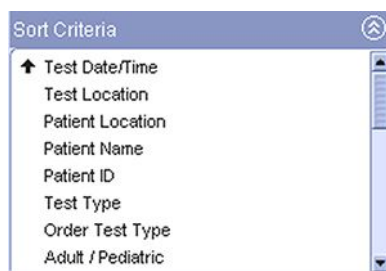 Sort Criteria
Test Date/Time
Test Location
Patient Location
Patient Name
Patient ID
Test Type
Order Test Type
Adult / Pediatric